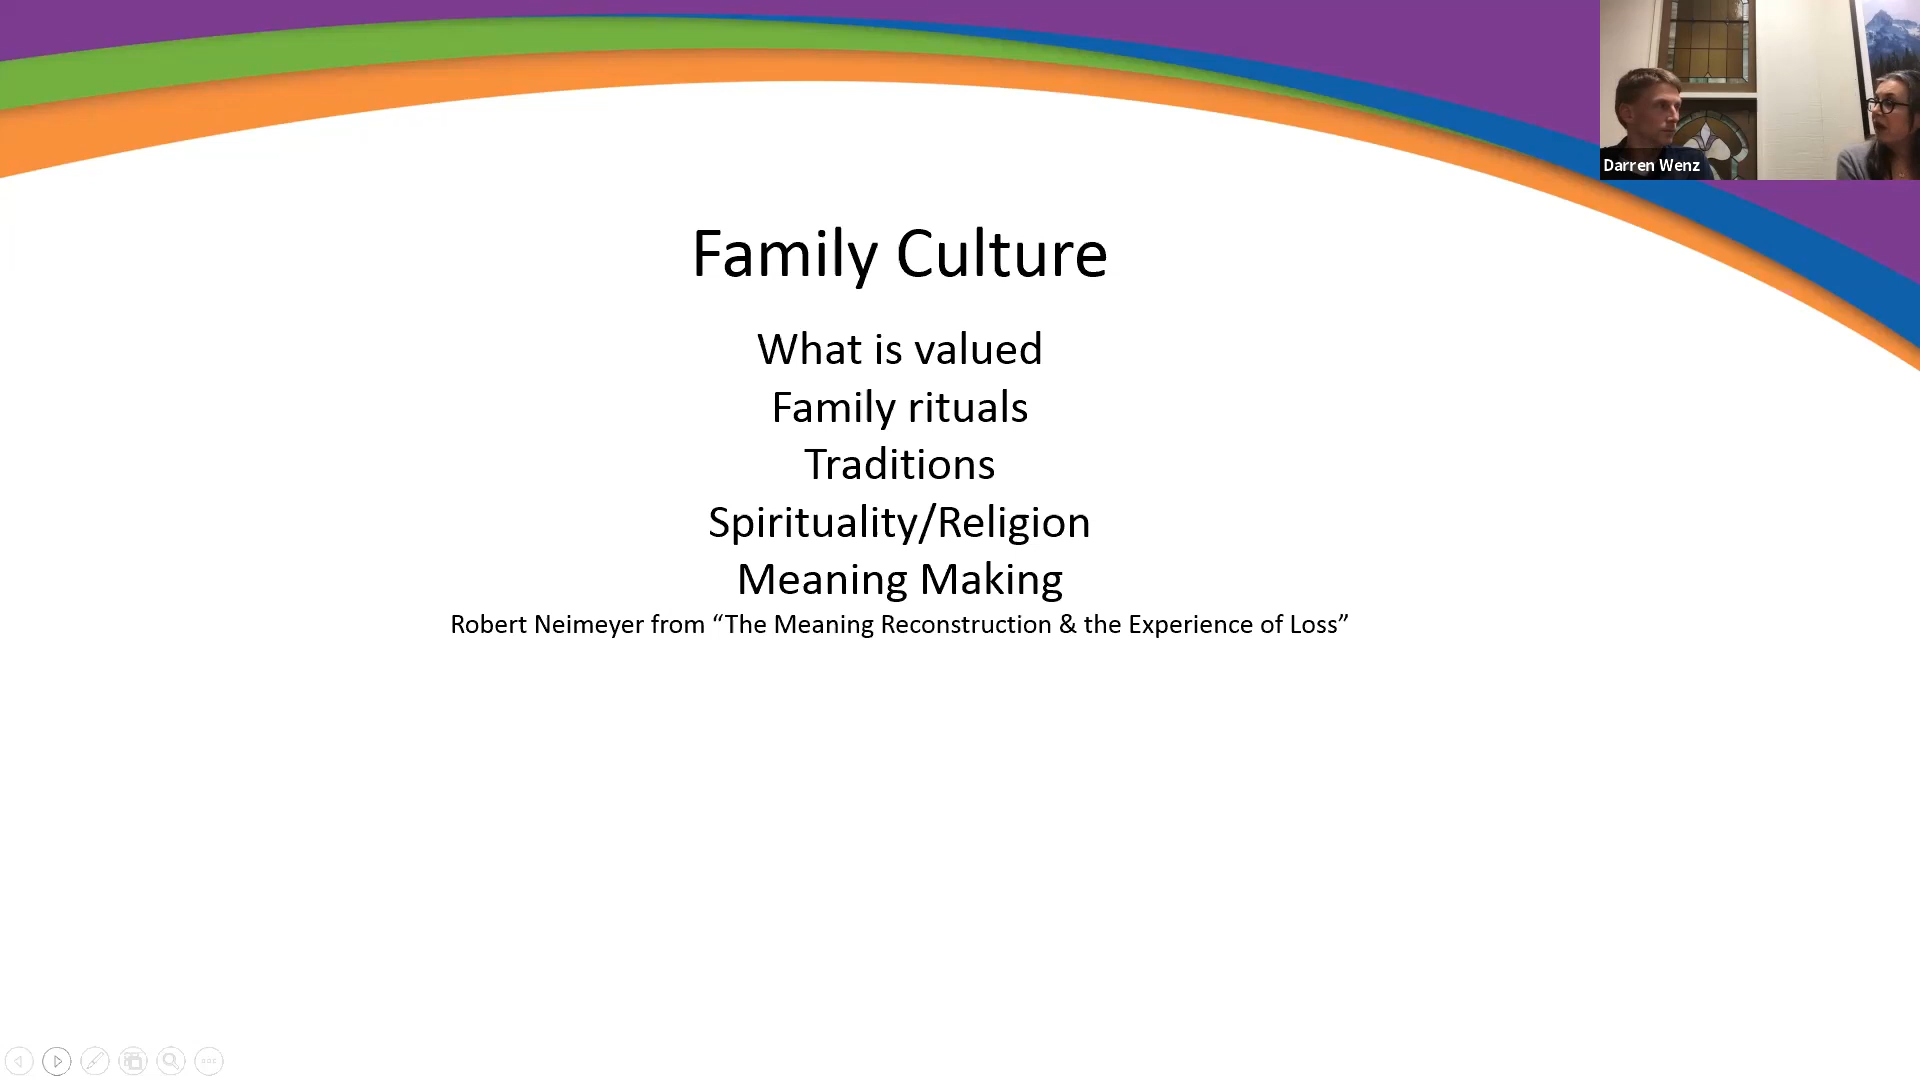 Darren Wenz
Family Culture
What is valued
Family rituals
Traditions
Spirituality/Religion
Meaning Making
Robert Neimeyer from “The Meaning Reconstruction & the Experience of Loss”